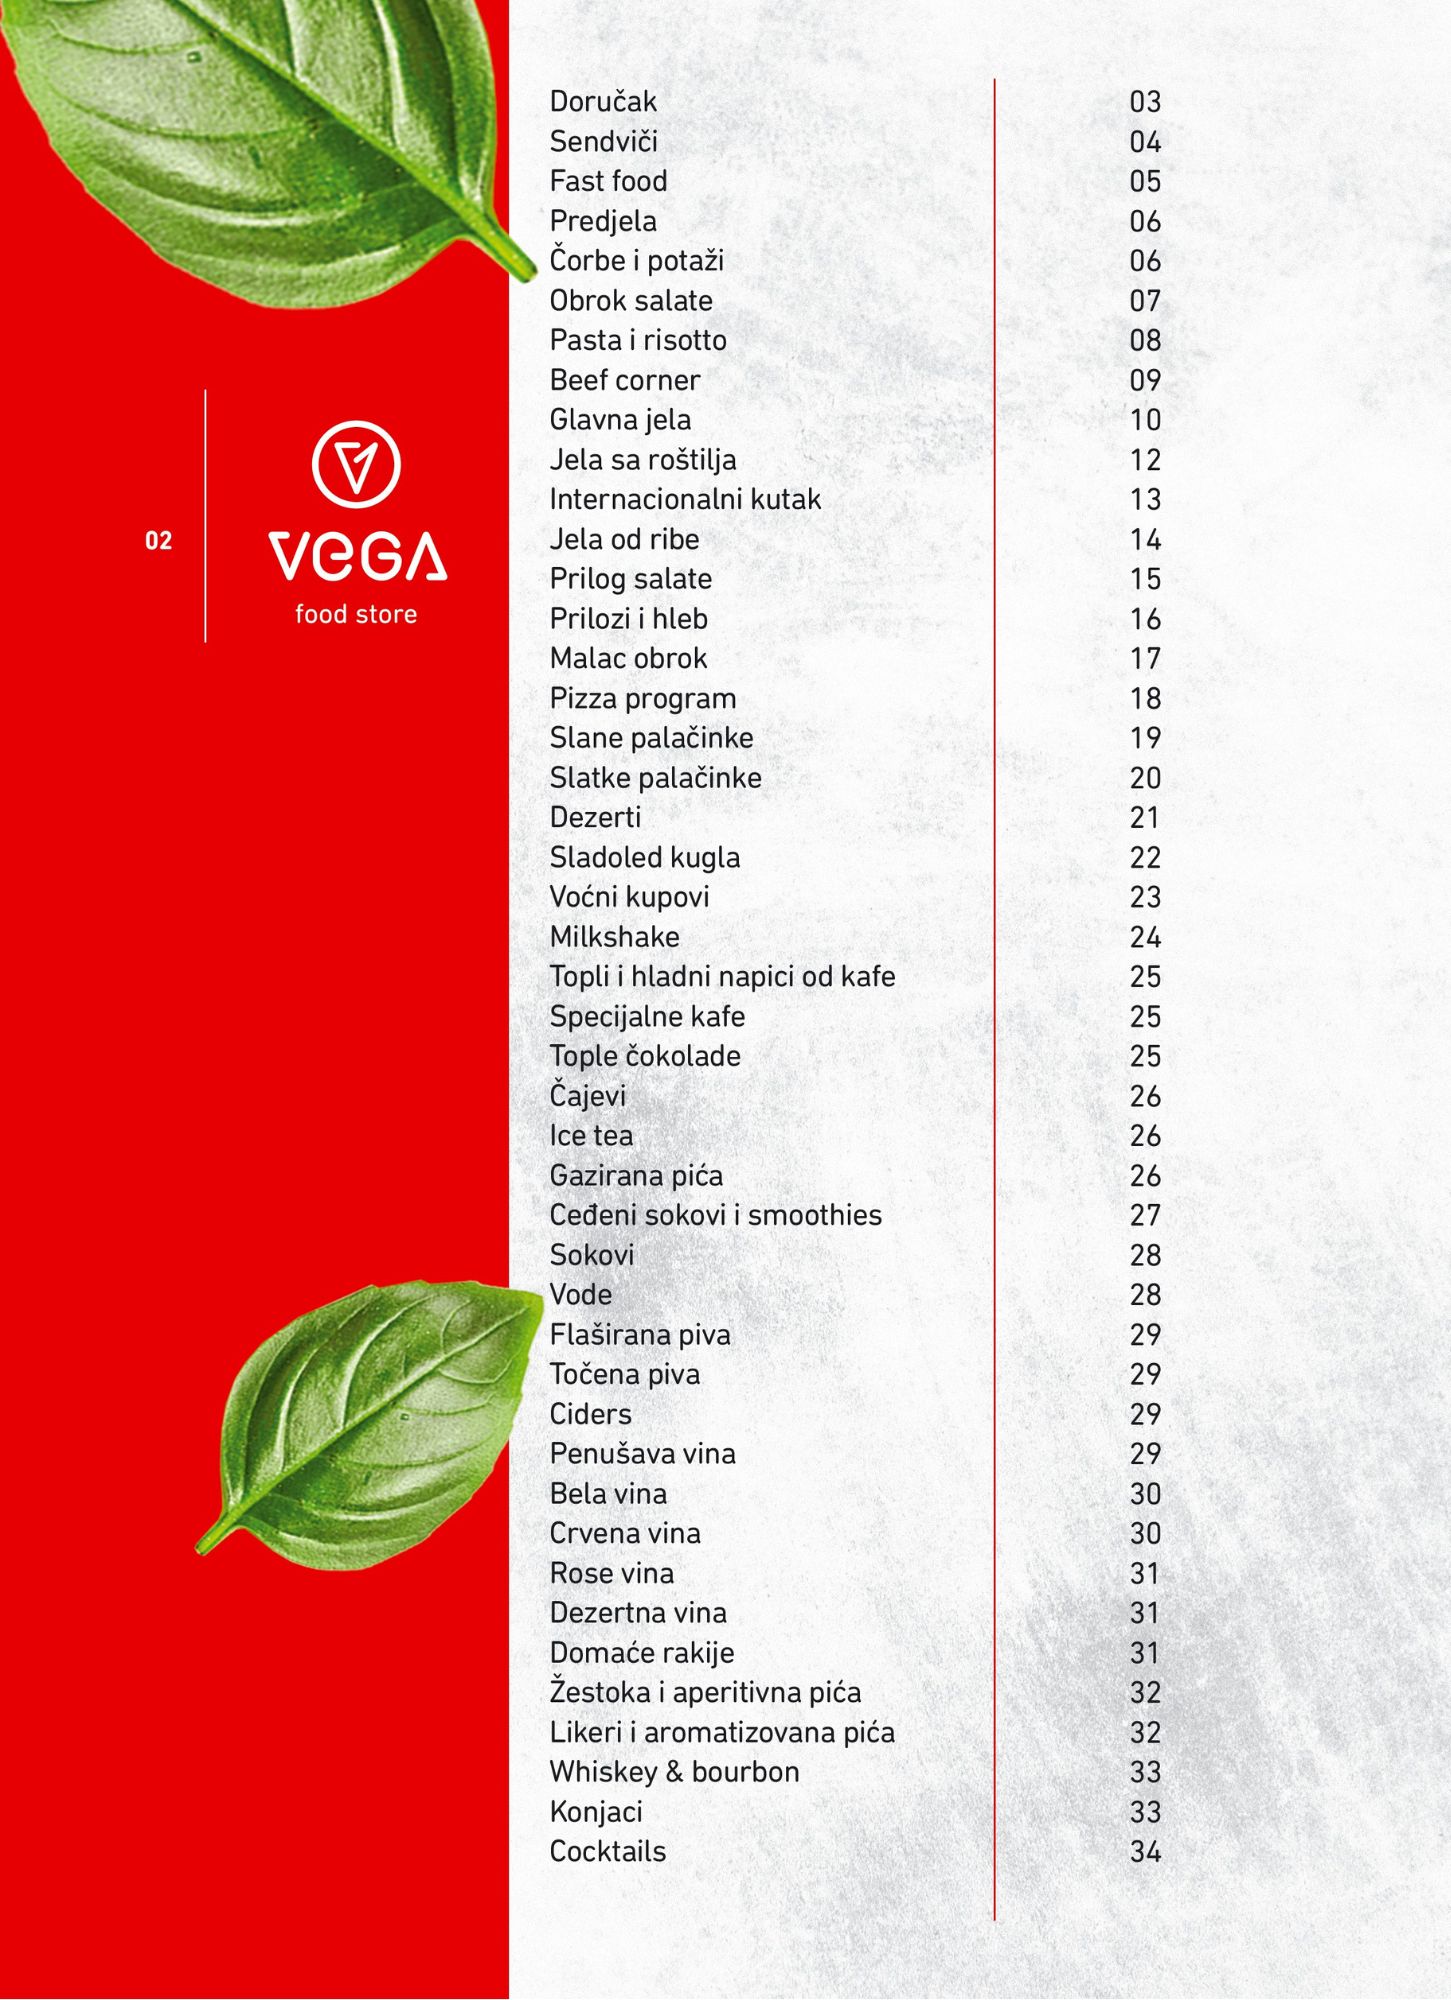 02
VEGA
food store
Doručak 03
Sendviči 04
Fast food 05
Predjela 06
Čorbe i potaži 06
Obrok salate 07
Pasta i risotto 08
Beef corner 09
Glavna jela 10
Jela sa roštilja 12
Internacionalni kutak 13
Jela od ribe 14
Prilog salate 15
Prilozi i hleb 16
Malac obrok 17
Pizza program 18
Slane palačinke 19
Slatke palačinke 20
Dezerti 21
Sladoled kugla 22
Voćni kupovi 23
Milkshake 24
Topli i hladni napici od kafe 25
Specijalne kafe 25
Tople čokolade 25
Čajevi 26
Ice tea 26
Gazirana pića 26
Ceđeni sokovi i smoothies 27
Sokovi 28
Vode 28
Flaširana piva 29
Točena piva 29
Ciders 29
Penušava vina 29
Bela vina 30
Crvena vina 30
Rose vina 31
Dezertna vina 31
Domaće rakije 31
Žestoka i aperitivna pića 32
Likeri i aromatizovana pića 32
Whiskey & bourbon 33
Konjaci 33
Cocktails 34